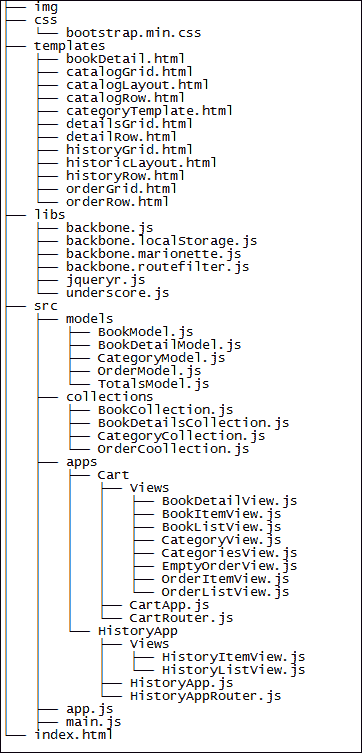 ├── img
├── css
│   └── bootstrap.min.css
├── templates
│   ├── bookDetail.html
│   ├── catalogGrid.html
│   ├── catalogLayout.html
│   ├── catalogRow.html
│   ├── categoryTemplate.html
│   ├── detailsGrid.html
│   ├── detailRow.html
│   ├── historyGrid.html
│   ├── historicLayout.html
│   ├── historyRow.html
│   ├── orderGrid.html
│   └── orderRow.html
├── libs
│   ├── backbone.js
│   ├── backbone.localStorage.js
│   ├── backbone.marionette.js
│   ├── backbone.routefilter.js
│   ├── jqueryr.js
│   └── underscore.js
├── src
│   ├── models
│   │   ├── BookModel.js
│   │   ├── BookDetailModel.js
│   │   ├── CategoryModel.js
│   │   ├── OrderModel.js
│   │   └── TotalsModel.js
│   ├── collections
│   │   ├── BookCollection.js
│   │   ├── BookDetailsCollection.js
│   │   ├── CategoryCollection.js
│   │   └── OrderCoollection.js
│   ├── apps
│   │   ├── Cart
│   │   │   ├── Views
│   │   │   │   ├── BookDetailView.js
│   │   │   │   ├── BookItemView.js
│   │   │   │   ├── BookListView.js
│   │   │   │   ├── CategoryView.js
│   │   │   │   ├── CategoriesView.js
│   │   │   │   ├── EmptyOrderView.js
│   │   │   │   ├── OrderItemView.js
│   │   │   │   └── OrderListView.js
│   │   │   ├── CartApp.js
│   │   │   └── CartRouter.js
│   │   └── HistoryApp
│   │       ├── Views
│   │       │   ├── HistoryItemView.js
│   │       │   └── HistoryListView.js
│   │       ├── HistoryApp.js
│   │       └── HistoryAppRouter.js
│   ├── app.js
│   ├── main.js
└── index.html